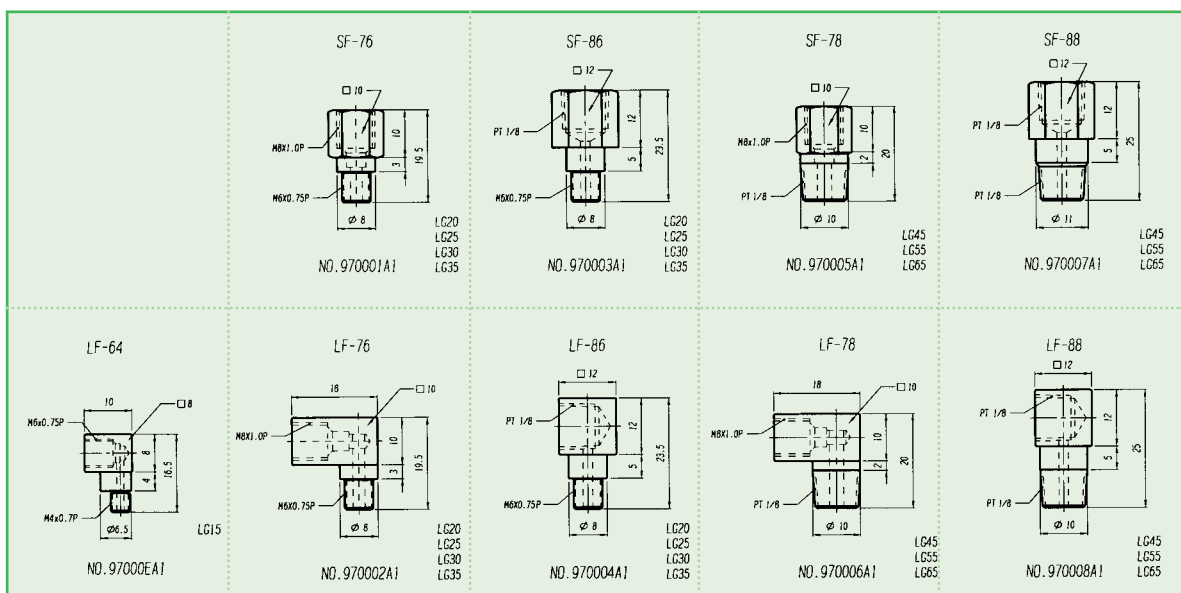 SF-76
□ 10
M8X1.0P
10
3
19.5
M6X0.75P
Ø 8
LG20
LG25
LG30
LG35
NO.970001A1
SF-86
□ 12
PT 1/8
12
5
23.5
M6X0.75P
Ø 8
LG20
LG25
LG30
LG35
NO.970003A1
SF-78
□ 10
M8x1.0P
10
2
20
PT 1/8
Ø 10
LG45
LG55
LG65
NO.970005A1
SF-88
□ 12
PT 1/8
12
5
25
PT 1/8
Ø 11
LG45
LG55
LG65
NO.970007A1
LF-64
10
□ 8
M6x0.75P
8
4
16.5
M4x0.7P
Ø6.5
LG15
NO.97000EA1
LF-76
18
□ 10
M8X1.0P
10
3
19.5
M6X0.75P
Ø 8
LG20
LG25
LG30
LG35
NO.970002A1
LF-86
□ 12
PT 1/8
12
5
23.5
M6X0.75P
Ø 8
LG20
LG25
LG30
LG35
NO.970004A1
LF-78
18
□ 10
M8X1.0P
10
2
20
PT 1/8
Ø 10
LG45
LG55
LG65
NO.970006A1
LF-88
□ 12
PT 1/8
12
5
25
PT 1/8
Ø 10
LG45
LG55
LG65
NO.970008A1